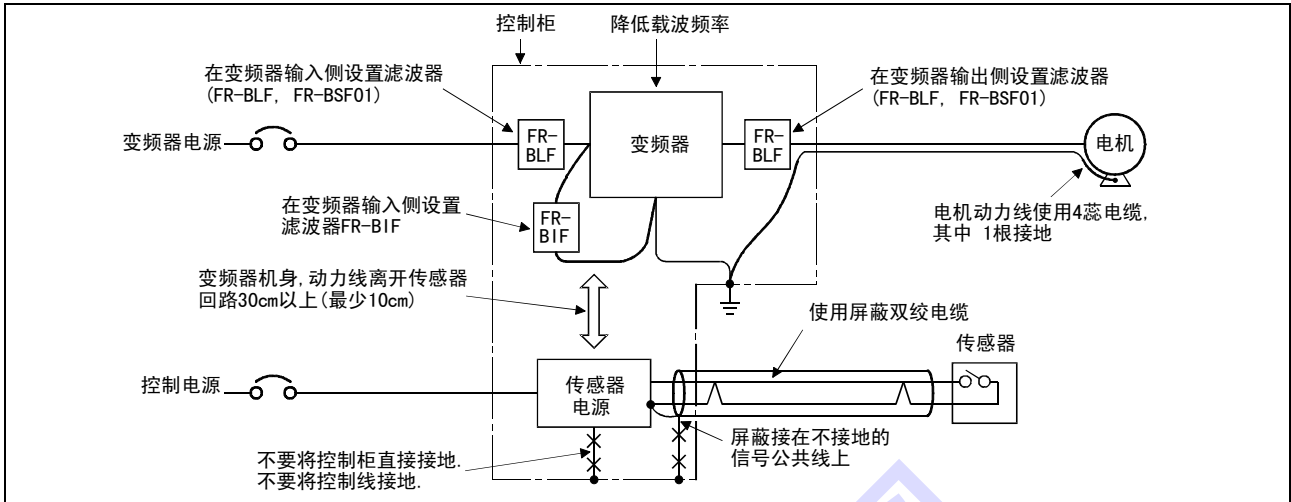 控制柜
降低载波频率
在变频器输入侧设置滤波器
(FR-BLF, FR-BSF01)
在变频器输出侧设置滤波器
(FR-BLF, FR-BSF01)
变频器电源
FR-
BLF
变频器
FR-
BLF
电机
在变频器输入侧设置
滤波器FR-BIF
FR-
BIF
电机动力线使用4蕊电缆,
其中 1根接地
变频器机身,动力线离开传感器
回路30cm以上(最少10cm)
使用屏蔽双绞电缆
传感器
控制电源
传感器
电源
屏蔽接在不接地的
信号公共线上
不要将控制柜直接接地.
不要将控制线接地.